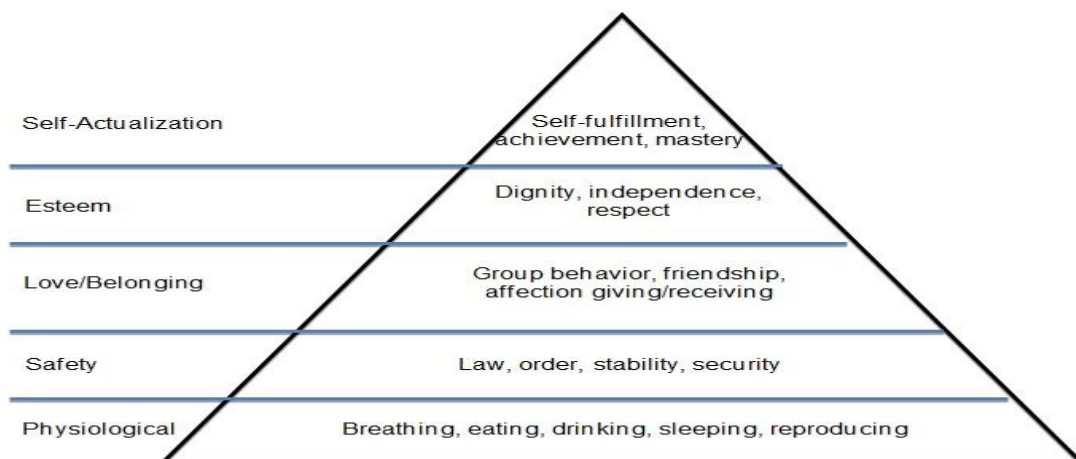 Self-Actualization
Self-fulfillment,
achievement, mastery
Esteem
Dignity, independence,
respect
Love/Belonging
Group behavior, friendship,
affection giving/receiving
Safety
Law, order, stability, security
Physiological
Breathing, eating, drinking, sleeping, reproducing